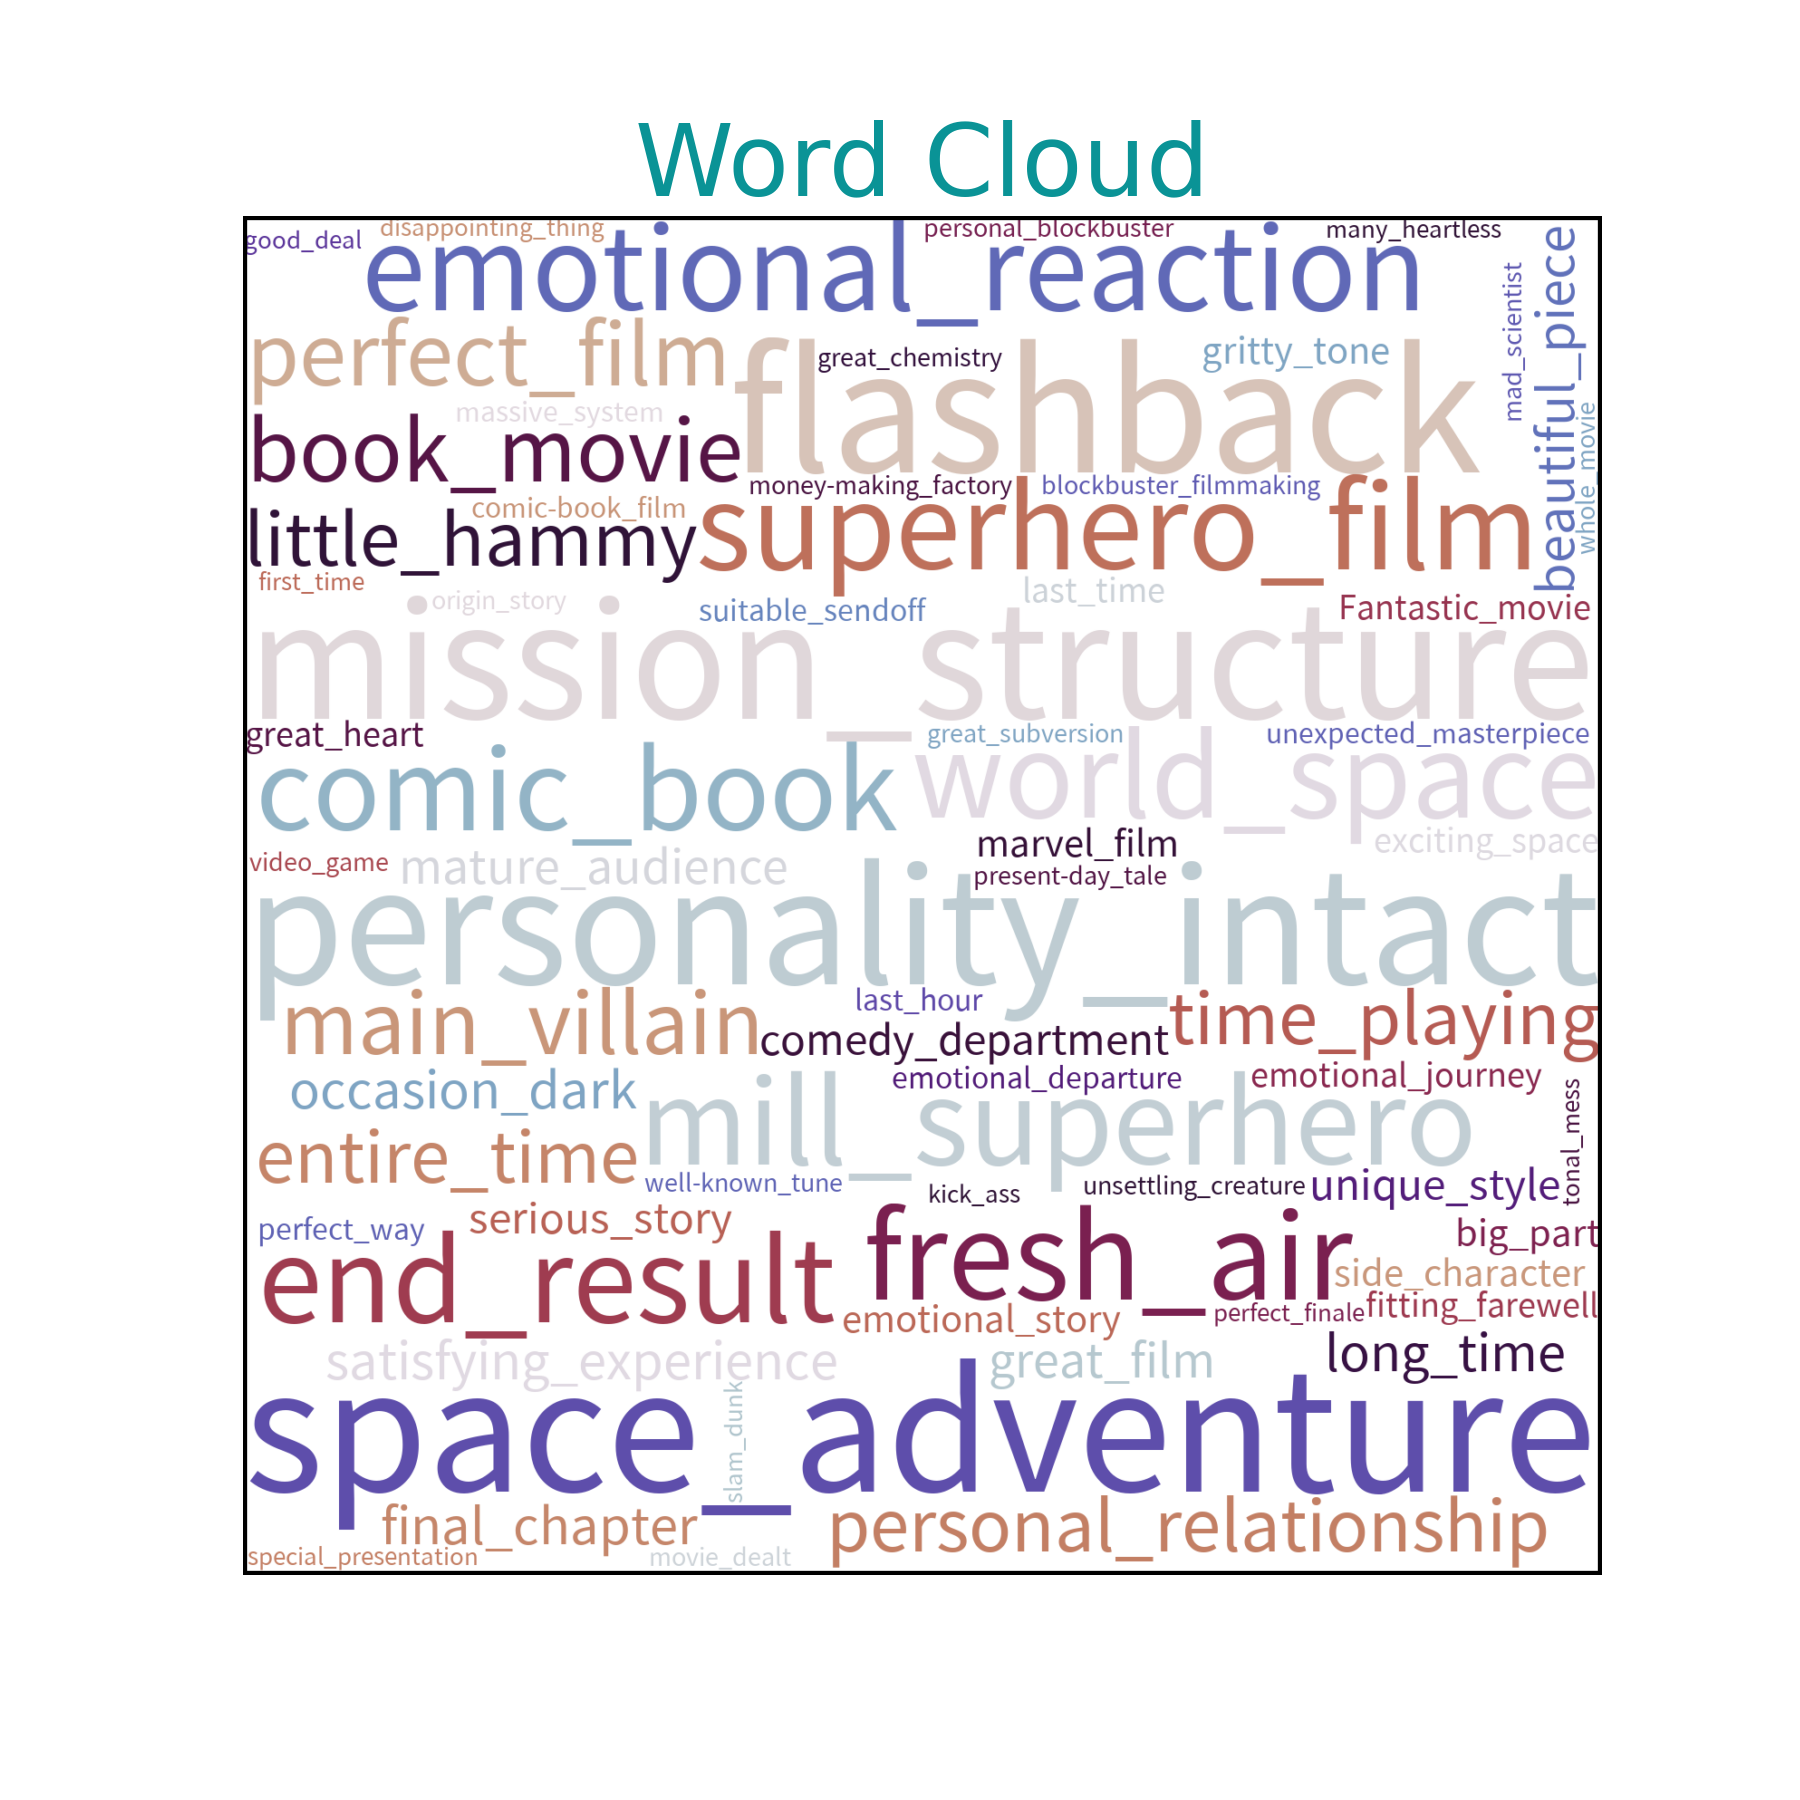 Word Cloud
good_deal
disappointing_thing
personal_blockbuster
many_heartless
emotional_reaction
mad_scientist
beautiful_piece
perfect_film
great_chemistry
gritty_tone
flashback
massive_system
whole_movie
book_movie
money-making_factory
blockbuster_filmmaking
comic-book_film
superhero_film
little_hammy
first_time
origin_story
suitable_sendoff
last_time
Fantastic_movie
mission_structure
great_heart
great_subversion
unexpected_masterpiece
comic_book
world_space
marvel_film
exciting_space
video_game
mature_audience
present-day_tale
personality_intact
last_hour
main_villain
time_playing
comedy_department
emotional_departure
emotional_journey
occasion_dark
mill_superhero
tonal_mess
entire_time
well-known_tune
kick_ass
unsettling_creature
unique_style
perfect_way
serious_story
big_part
fresh_air
end_result
side_character
emotional_story
perfect_finale
fitting_farewell
satisfying_experience
great_film
long_time
slam_dunk
space_adventure
final_chapter
personal_relationship
special_presentation
movie_dealt